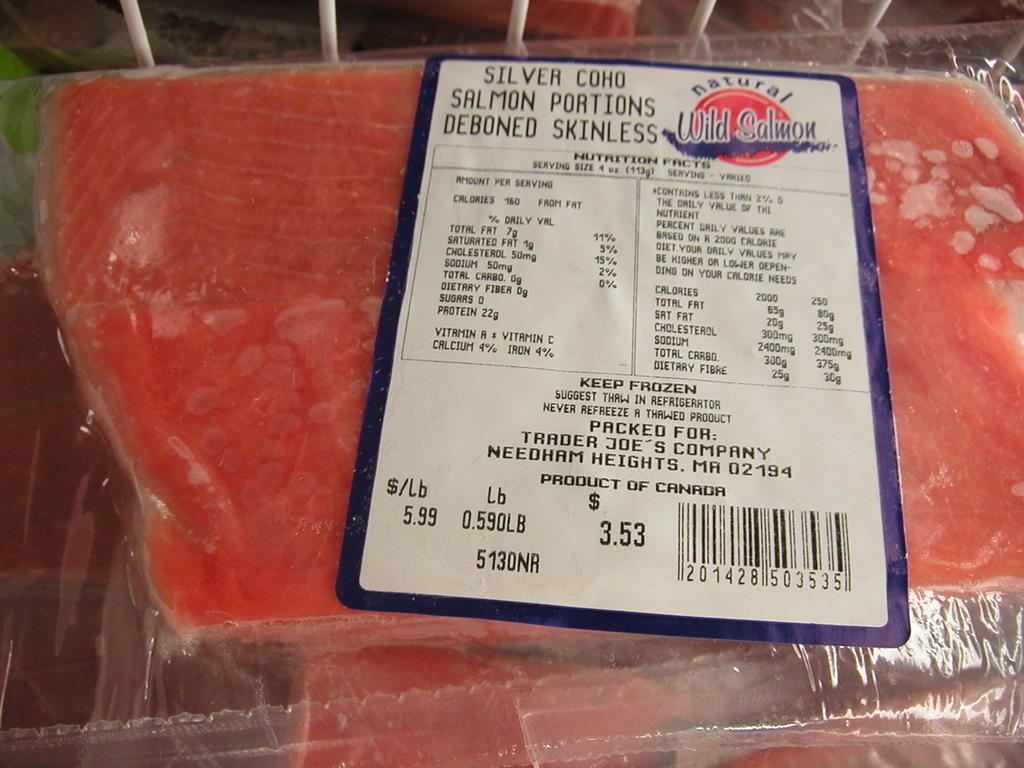 SILVER COHO
SALMON PORTIONS
DEBONED SKINLESS
natural
Wild Salmon
NUTRITION FACTS
SERVING SIZE 4 oz. (113g) SERVING - VARIED
AMOUNT PER SERVING
CALORIES 160 FROM FAT
% DAILY VAL
TOTAL FAT 7g 11%
SATURATED FAT 1g 5%
CHOLESTEROL 50mg 15%
SODIUM 50mg 2%
TOTAL CARBO. 0g 0%
DIETARY FIBER 0g
SUGARS 0
PROTEIN 22g
VITAMIN A * VITAMIN C
CALCIUM 4% IRON 4%
*CONTAINS LESS THAN 2% O
THE DAILY VALUE OF THI
NUTRIENT
PERCENT DAILY VALUES ARE
BASED ON A 2000 CALORIE
DIET.YOUR DAILY VALUES MAY
BE HIGHER OR LOWER DEPEN-
DING ON YOUR CALORIE NEEDS
CALORIES 2000 250
TOTAL FAT 65g 80g
SAT FAT 20g 25g
CHOLESTEROL 300mg 300mg
SODIUM 2400mg 2400mg
TOTAL CARBO. 300g 375g
DIETARY FIBRE 25g 30g
KEEP FROZEN
SUGGEST THAW IN REFRIGERATOR
NEVER REFREEZE A THAWED PRODUCT
PACKED FOR:
TRADER JOE´S COMPANY
NEEDHAM HEIGHTS. MA 02194
PRODUCT OF CANADA
$/Lb Lb $
5.99 0.590LB 3.53
5130NR
201428 503535